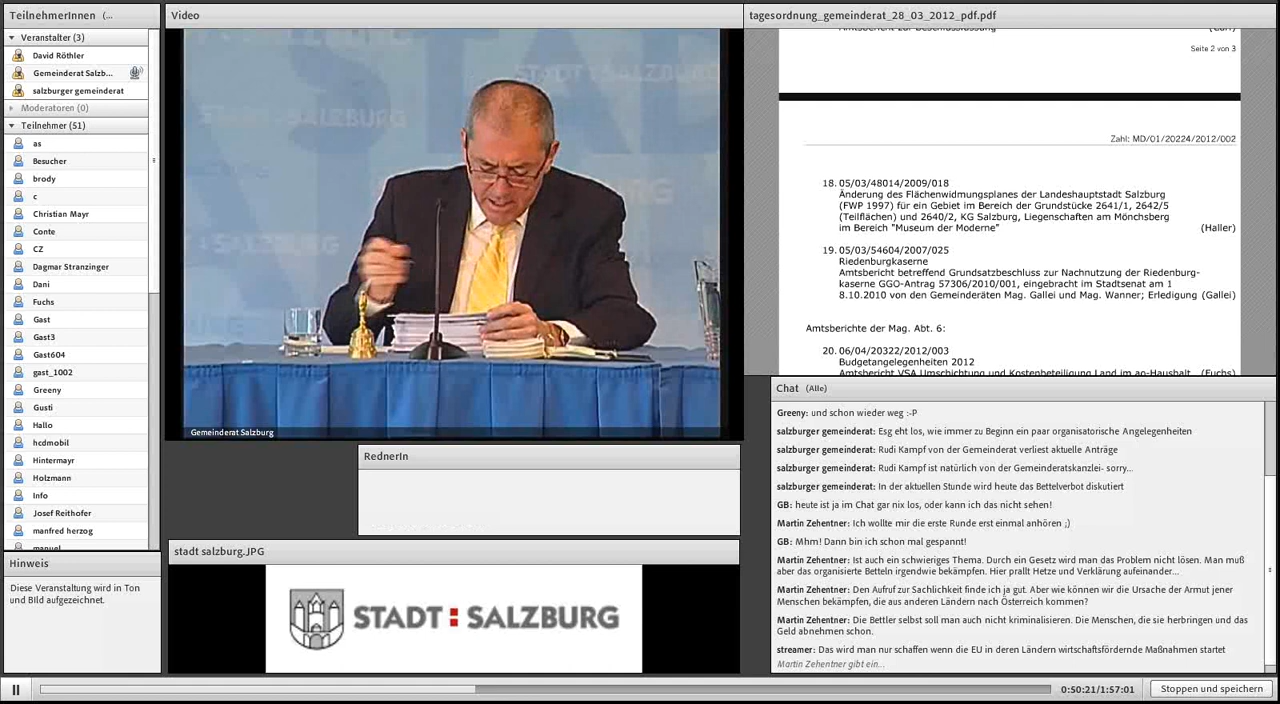 TeilnehmerInnen (...
Veranstalter (3)
David Röthler
Gemeinderat Salzb...
salzburger gemeinderat
Moderatoren (0)
Teilnehmer (51)
as
Besucher
brody
c
Christian Mayr
Conte
CZ
Dagmar Stranzinger
Dani
Fuchs
Gast
Gast3
Gast604
gast_1002
Greeny
Gusti
Hallo
hcdmobil
Hintermayr
Holzmann
Info
Josef Reithofer
manfred herzog
manuel
Hinweis
Diese Veranstaltung wird in Ton
und BIld aufgezeichnet.
Video
STADT : SALZBURG
Gemeinderat Salzburg
RednerIn
stadt salzburg.JPG
STADT : SALZBURG
tagesordnung_gemeinderat_28_03_2012_pdf.pdf
Amtsbericht zur Beschlussfassung
Seite 2 von 3
Zahl: MD/01/20224/2012/002
18. 05/03/48014/2009/018
Änderung des Flächenwidmungsplanes der Landeshauptstadt Salzburg
(FWP 1997) für ein Gebiet im Bereich der Grundstücke 2641/1, 2642/5
(Teilflächen) und 2640/2, KG Salzburg, Liegenschaften am Mönchsberg
im Bereich "Museum der Moderne" (Haller)
19. 05/03/54604/2007/025
Riedenburgkaserne
Amtsbericht betreffend Grundsatzbeschluss zur Nachnutzung der Riedenburg-
kaserne GGO-Antrag 57306/2010/001, eingebracht im Stadtsenat am 1
8.10.2010 von den Gemeinderäten Mag. Gallei und Mag. Wanner; Erledigung (Gallei)
Amtsberichte der Mag. Abt. 6:
20. 06/04/20322/2012/003
Budgetangelegenheiten 2012
Amtsbericht VSA Umschichtung und Kostenbeteiligung Land im ao-Haushalt (Fuchs)
Chat (Alle)
Greeny: und schon wieder weg :-P
salzburger gemeinderat: Esg eht los, wie immer zu Beginn ein paar organisatorische Angelegenheiten
salzburger gemeinderat: Rudi Kampf von der Gemeinderat verliest aktuelle Anträge
salzburger gemeinderat: Rudi Kampf ist natürlich von der Gemeinderatskanzlei- sorry...
salzburger gemeinderat: In der aktuellen Stunde wird heute das Bettelverbot diskutiert
GB: heute ist ja im Chat gar nix los, oder kann ich das nicht sehen!
Martin Zehentner: Ich wollte mir die erste Runde erst einmal anhören ;)
GB: Mhm! Dann bin ich schon mal gespannt!
Martin Zehentner: Ist auch ein schwieriges Thema. Durch ein Gesetz wird man das Problem nicht lösen. Man muß
aber das organisierte Betteln irgendwie bekämpfen. Hier prallt Hetze und Verklärung aufeinander...
Martin Zehentner: Den Aufruf zur Sachlichkeit finde ich ja gut. Aber wie können wir die Ursache der Armut jener
Menschen bekämpfen, die aus anderen Ländern nach Österreich kommen?
Martin Zehentner: Die Bettler selbst soll man auch nicht kriminalisieren. Die Menschen, die sie herbringen und das
Geld abnehmen schon.
streamer: Das wird man nur schaffen wenn die EU in deren Ländern wirtschaftsfördernde Maßnahmen startet
Martin Zehentner gibt ein...
0:50:21/1:57:01
Stoppen und speichern